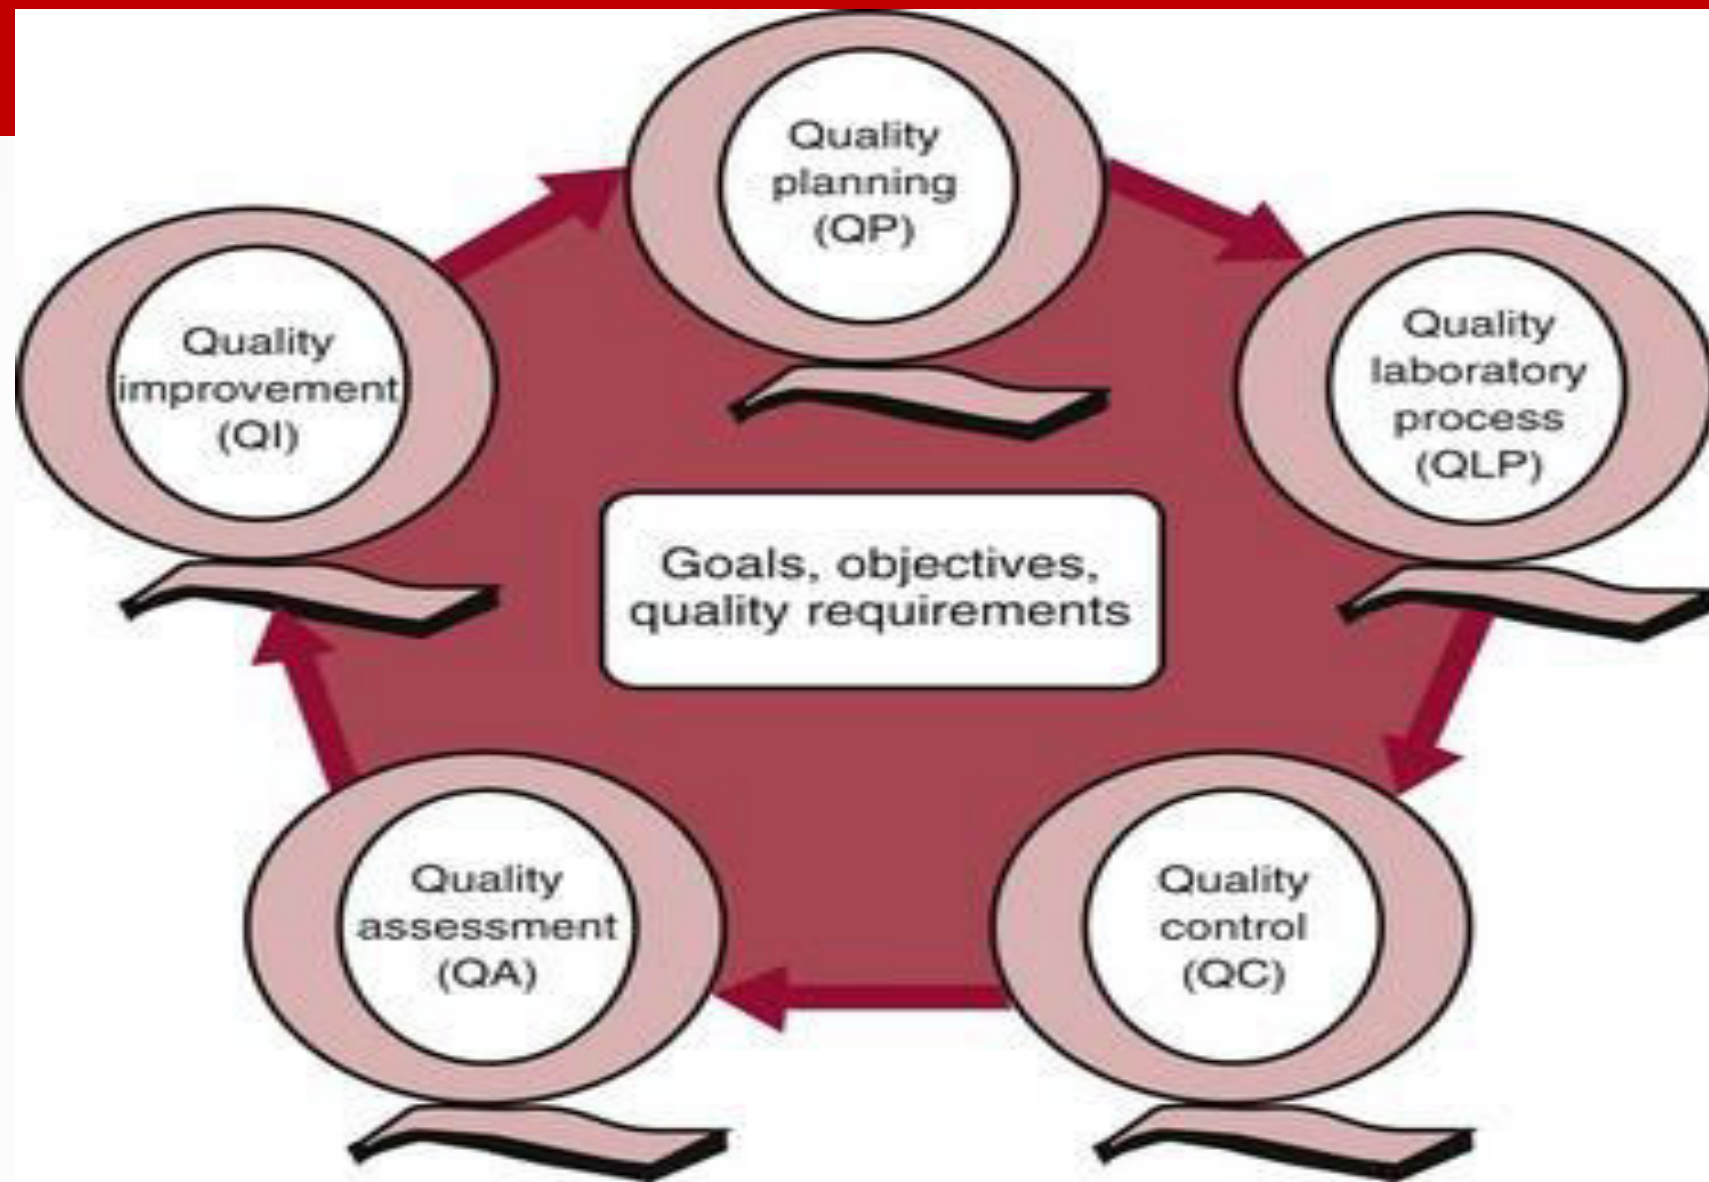 Quality
planning
(QP)
Quality
laboratory
process
(QLP)
Quality
control
(QC)
Quality
assessment
(QA)
Quality
improvement
(QI)
Goals, objectives,
quality requirements